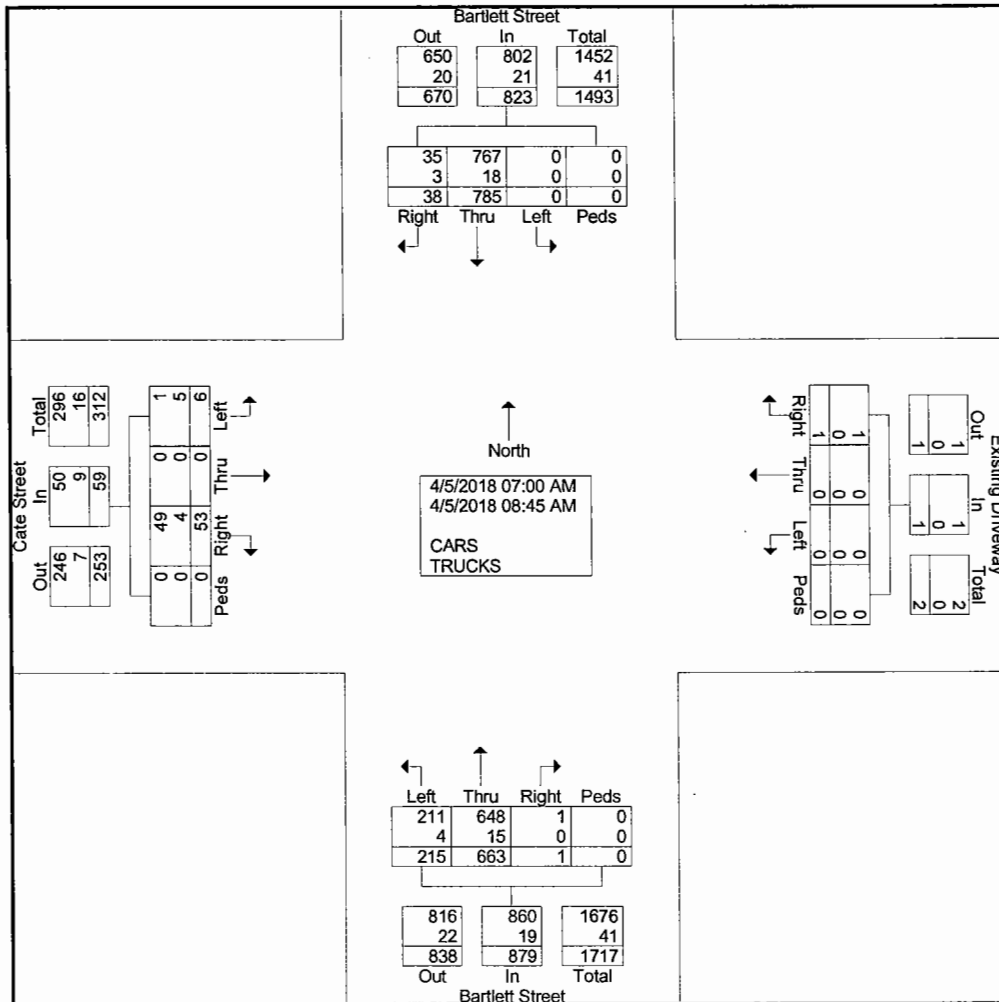 Bartlett Street
Out In Total
650 802 1452
20 21 41
670 823 1493
35 767 0 0
3 18 0 0
38 785 0 0
Right Thru Left Peds
Cate Street
Total In Out
296 50 246
16 9 7
312 59 253
1 0 49 0
5 0 4 0
6 0 53 0
Left Thru Right Peds
North
4/5/2018 07:00 AM
4/5/2018 08:45 AM
CARS
TRUCKS
Existing Driveway
Out In Total
1 1 2
0 0 0
1 1 2
Right Thru Left Peds
1 0 0 0
0 0 0 0
1 0 0 0
Left Thru Right Peds
211 648 1 0
4 15 0 0
215 663 1 0
816 860 1676
22 19 41
838 879 1717
Out In Total
Bartlett Street